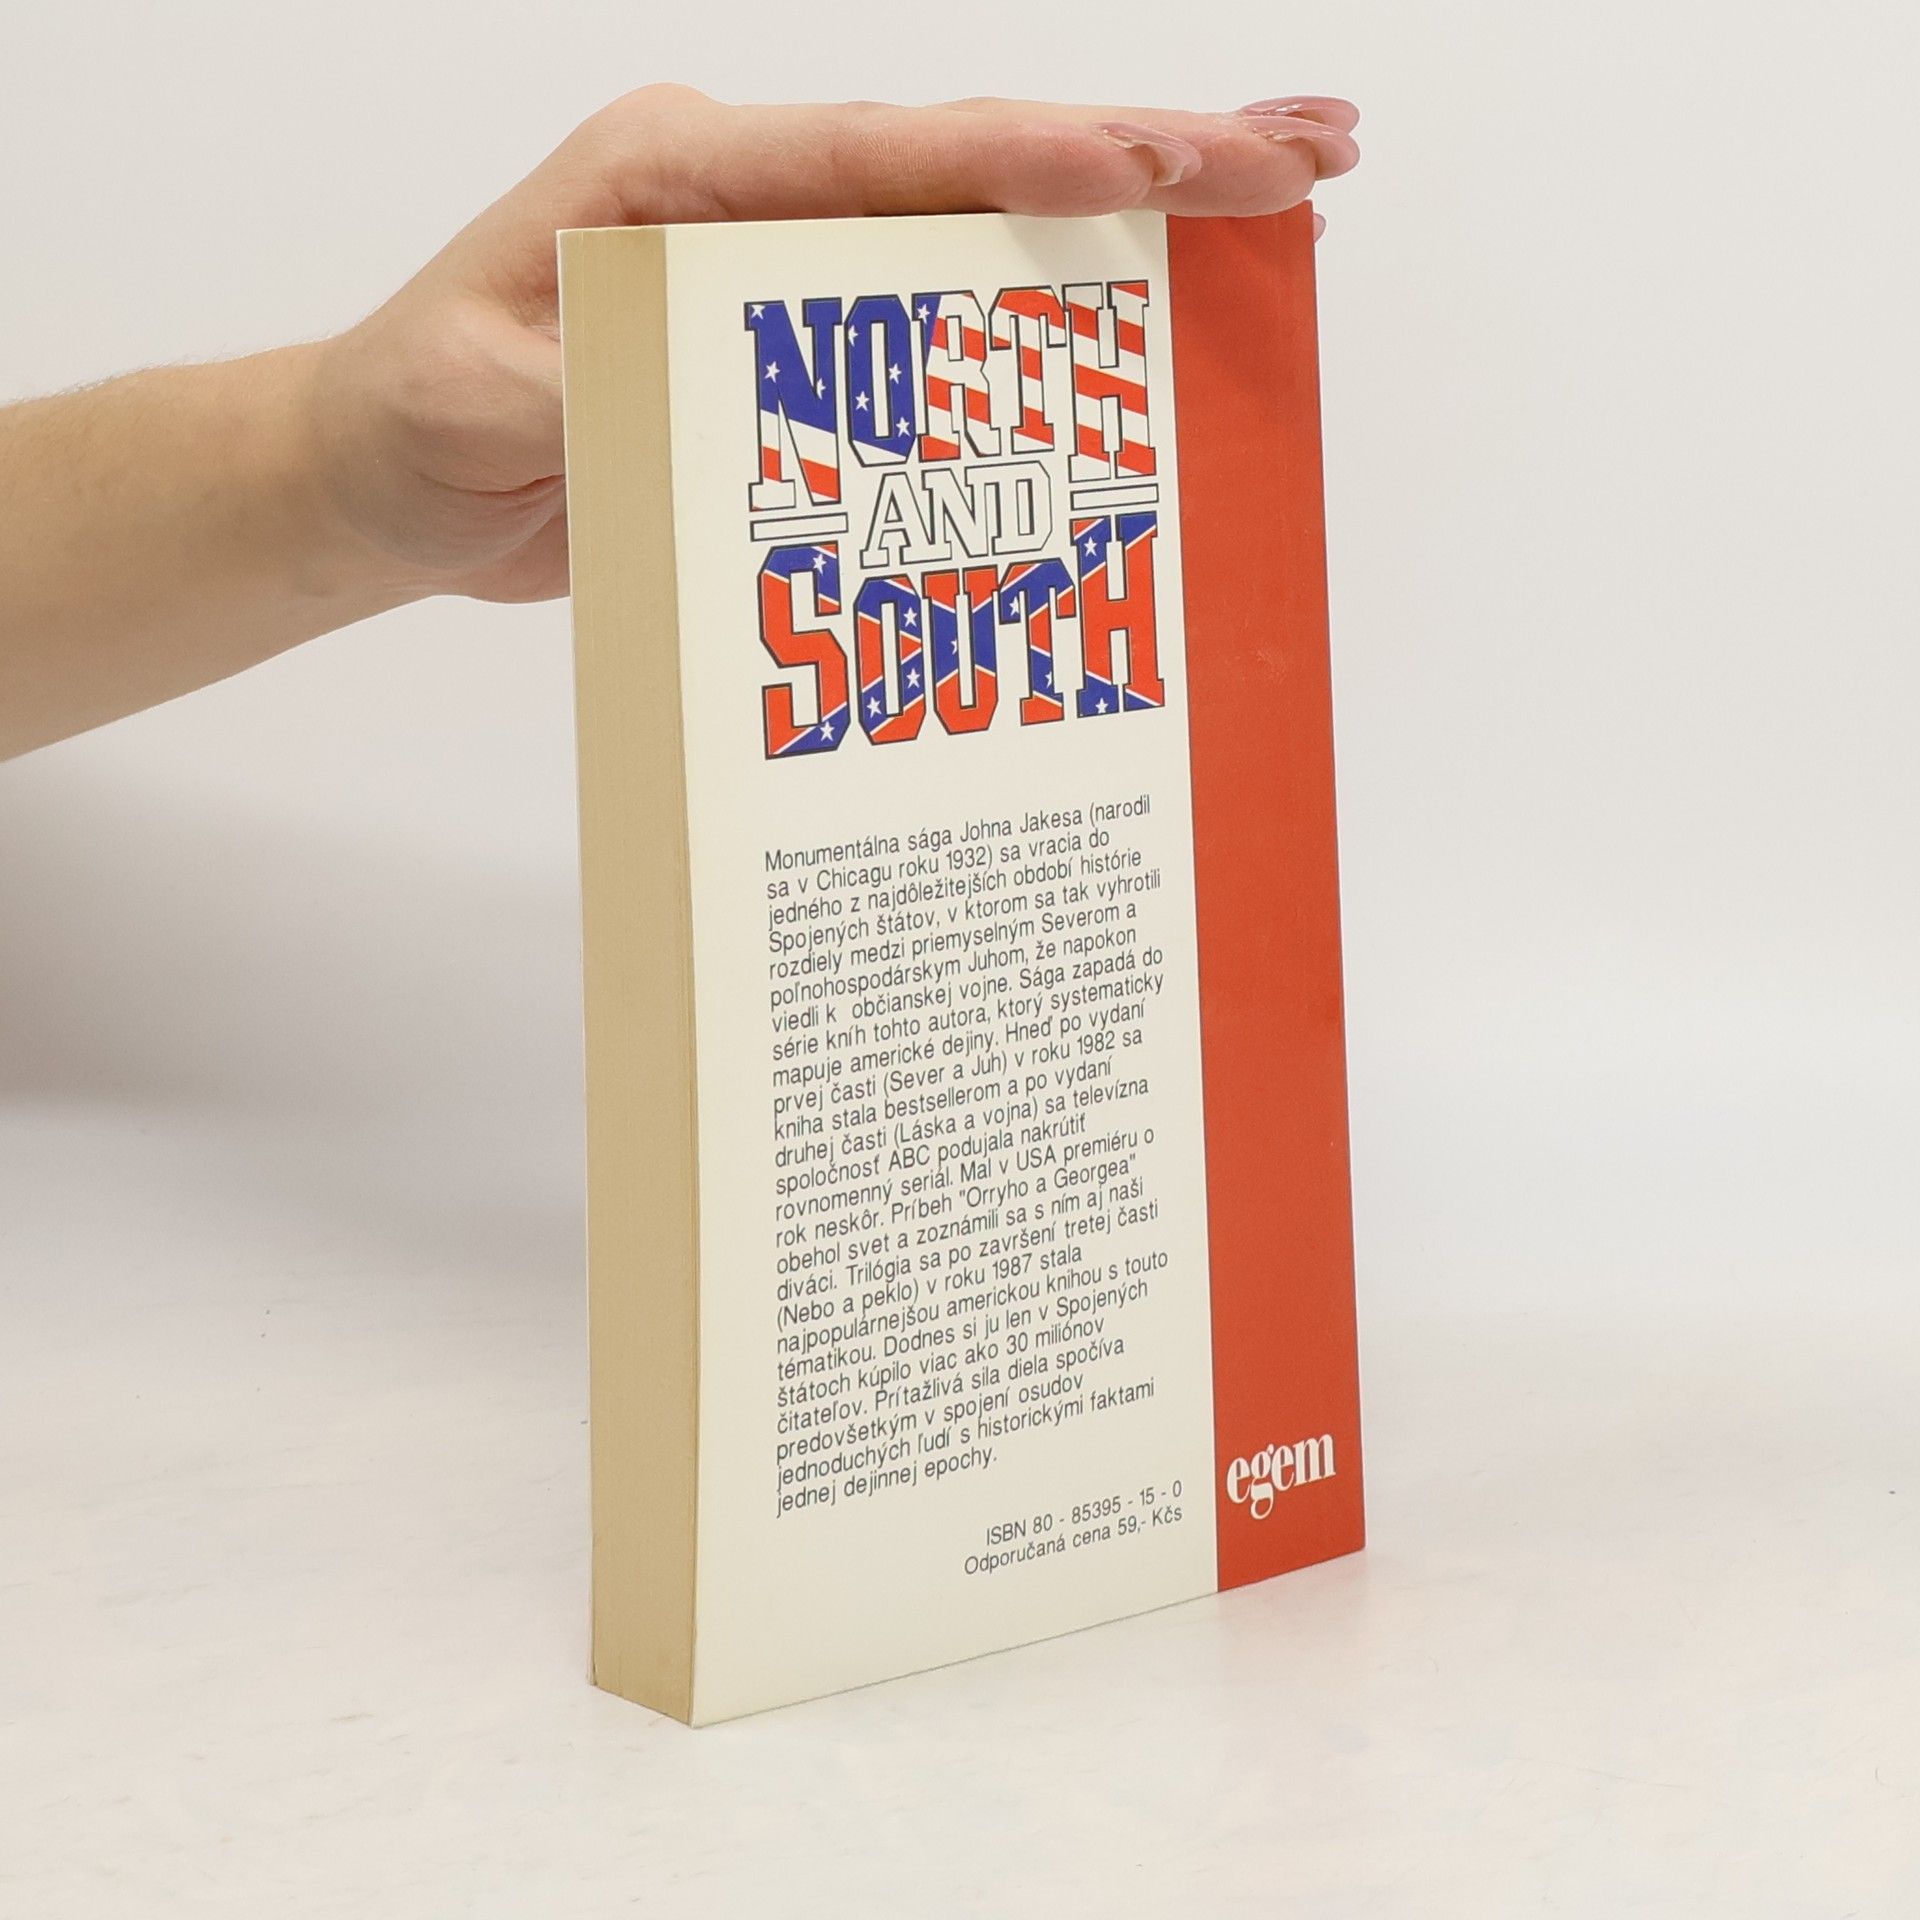 NORTH
AND
SOUTH
Monumentálna sága Johna Jakesa (narodil
sa v Chicagu roku 1932) sa vracia do
jedného z najdôležitejších období histórie
Spojených štátov, v ktorom sa tak vyhrotili
rozdiely medzi priemyselným Severom a
poľnohospodárskym Juhom, že napokon
viedli k občianskej vojne. Sága zapadá do
série kníh tohto autora, ktorý systematicky
mapuje americké dejiny. Hneď po vydaní
prvej časti (Sever a Juh) v roku 1982 sa
kniha stala bestsellerom a po vydaní
druhej časti (Láska a vojna) sa televízna
spoločnosť ABC podujala nakrútiť
rovnomenný seriál. Mal v USA premiéru o
rok neskôr. Príbeh "Orryho a Georgea"
obehol svet a zoznámili sa s ním aj naši
diváci. Trilógia sa po završení tretej časti
(Nebo a peklo) v roku 1987 stala
najpopulárnejšou americkou knihou s touto
tématikou. Dodnes si ju len v Spojených
štátoch kúpilo viac ako 30 miliónov
čitateľov. Príťažlivá sila diela spočíva
predovšetkým v spojení osudov
jednoduchých ľudí s historickými faktami
jednej dejinnej epochy.
ISBN 80 - 85395 - 15 - 0
Odporučaná cena 59,- Kčs
egem